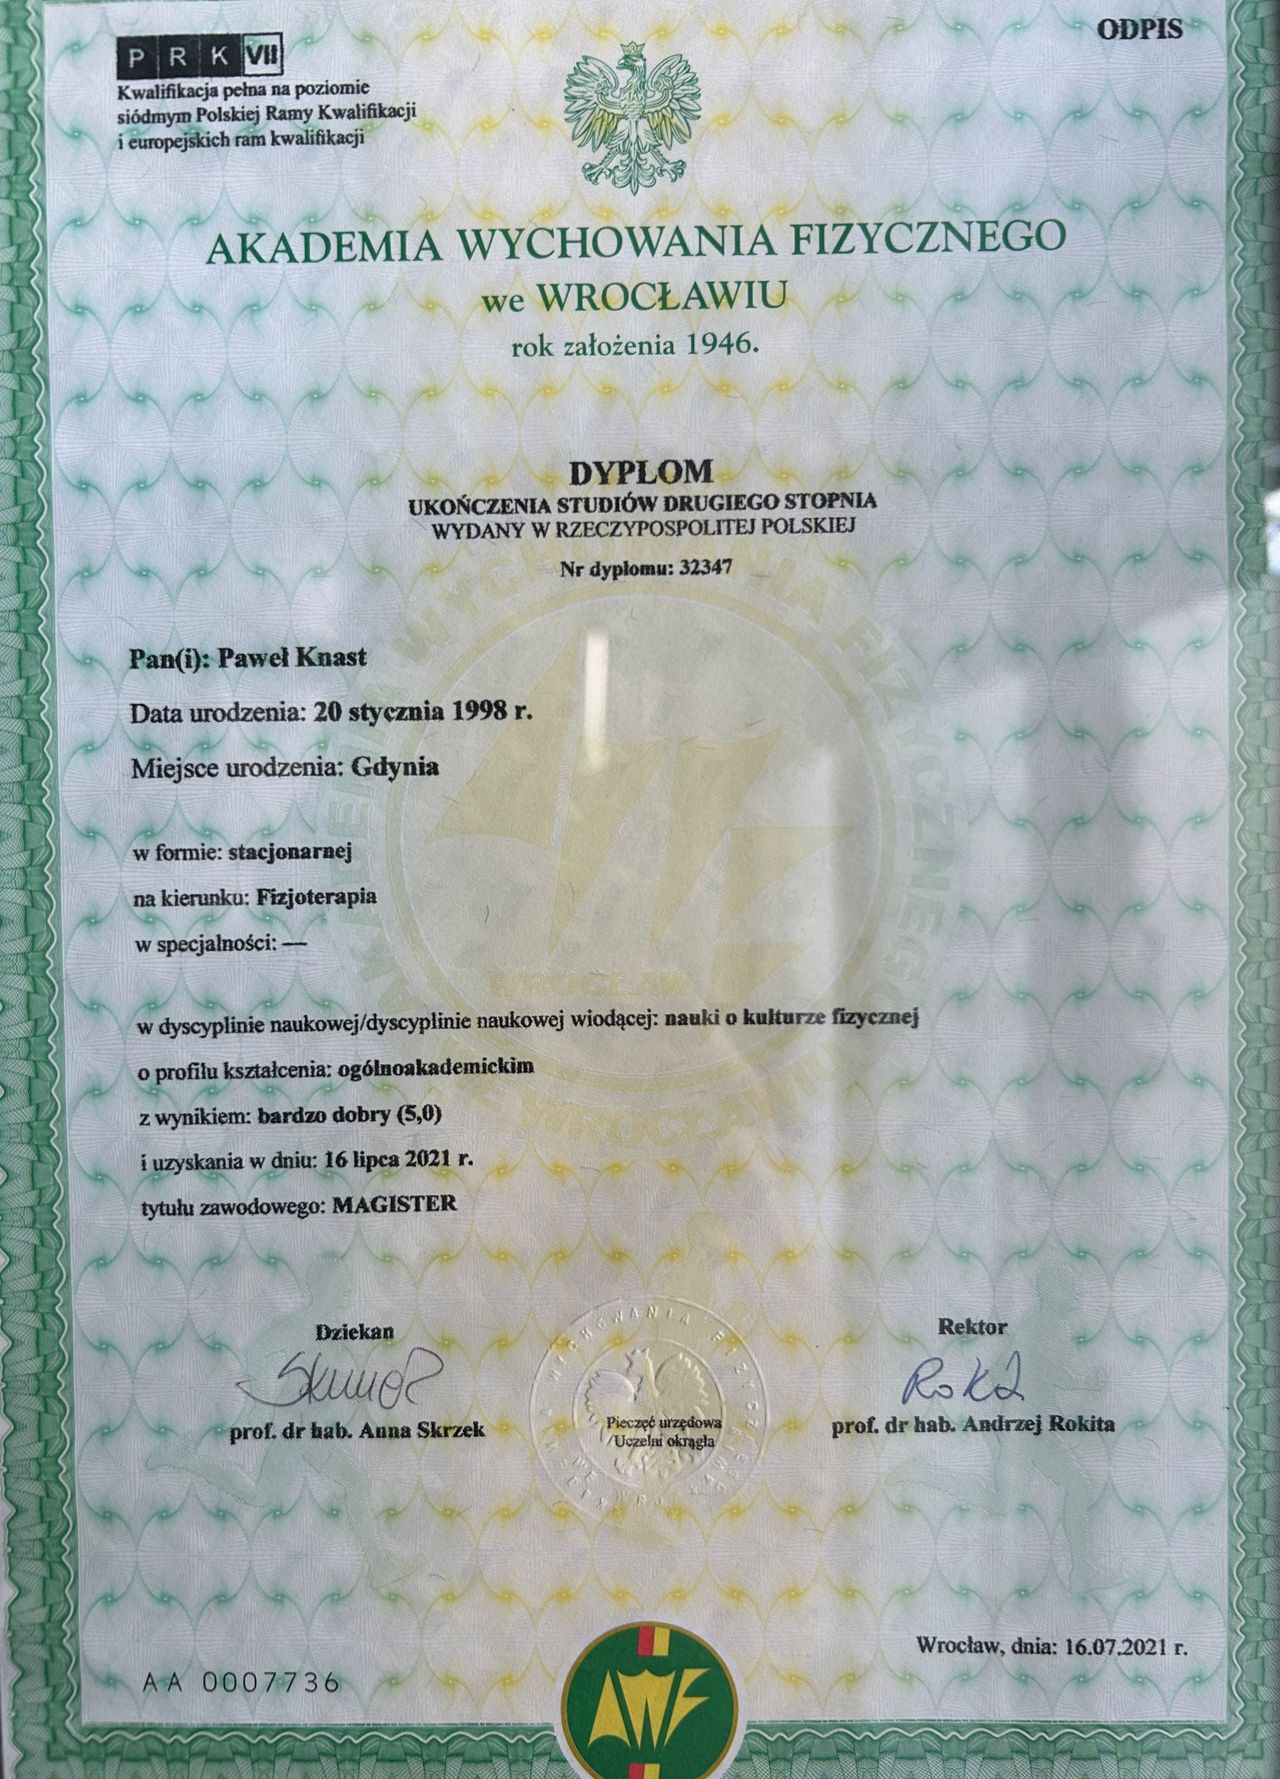 ODPIS
PRK VII
Kwalifikacja pełna na poziomie
siódmym Polskiej Ramy Kwalifikacji
i europejskich ram kwalifikacji
AKADEMIA WYCHOWANIA FIZYCZNEGO
we WROCŁAWIU
rok założenia 1946.
DYPLOM
UKOŃCZENIA STUDIÓW DRUGIEGO STOPNIA
WYDANY W RZECZYPOSPOLITEJ POLSKIEJ
Nr dyplomu: 32347
Pan(i): Paweł Knast
Data urodzenia: 20 stycznia 1998 r.
Miejsce urodzenia: Gdynia
w formie: stacjonarnej
na kierunku: Fizjoterapia
w specjalności: —
WROCŁAW
w dyscyplinie naukowej/dyscyplinie naukowej wiodącej: nauki o kulturze fizycznej
o profilu kształcenia: ogólnoakademickim
z wynikiem: bardzo dobry (5,0)
i uzyskania w dniu: 16 lipca 2021 r.
tytułu zawodowego: MAGISTER
Dziekan
prof. dr hab. Anna Skrzek
Pieczęć urzędowa
Uczelni okrągła
Rektor
prof. dr hab. Andrzej Rokita
Wrocław, dnia: 16.07.2021 r.
AA 0007736
AWF